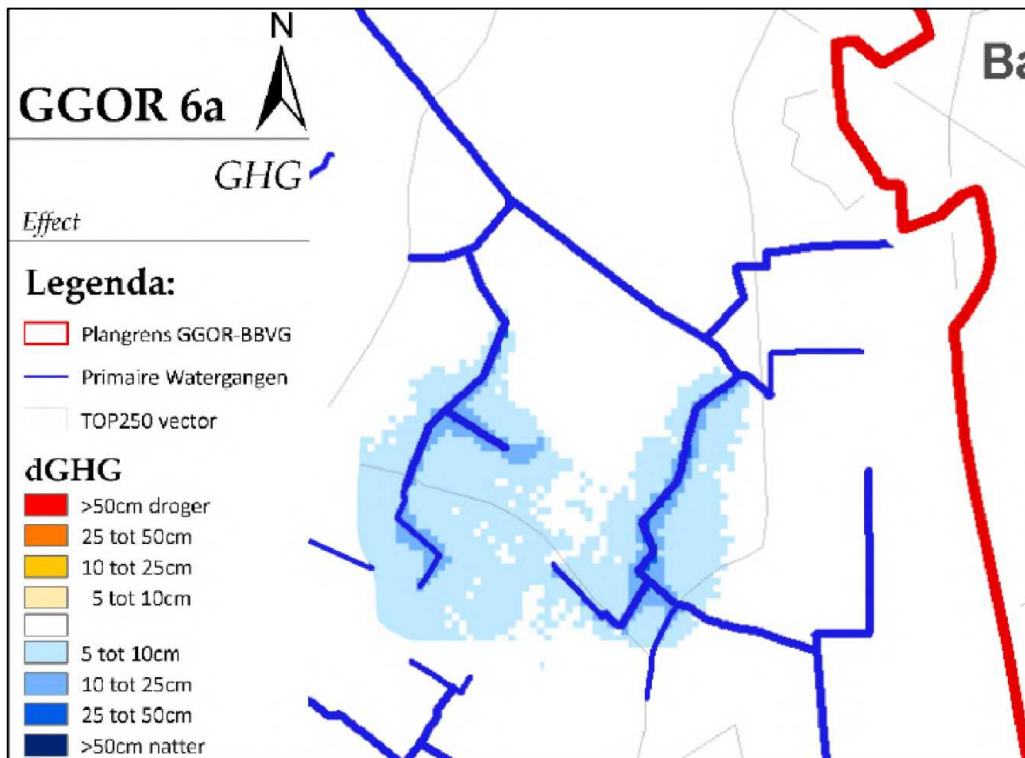 N
GGOR 6a
GHG
Effect
Legenda:
Plangrens GGOR-BBVG
Primaire Watergangen
TOP250 vector
dGHG
>50cm droger
25 tot 50cm
10 tot 25cm
5 tot 10cm
5 tot 10cm
10 tot 25cm
25 tot 50cm
>50cm natter
Ba